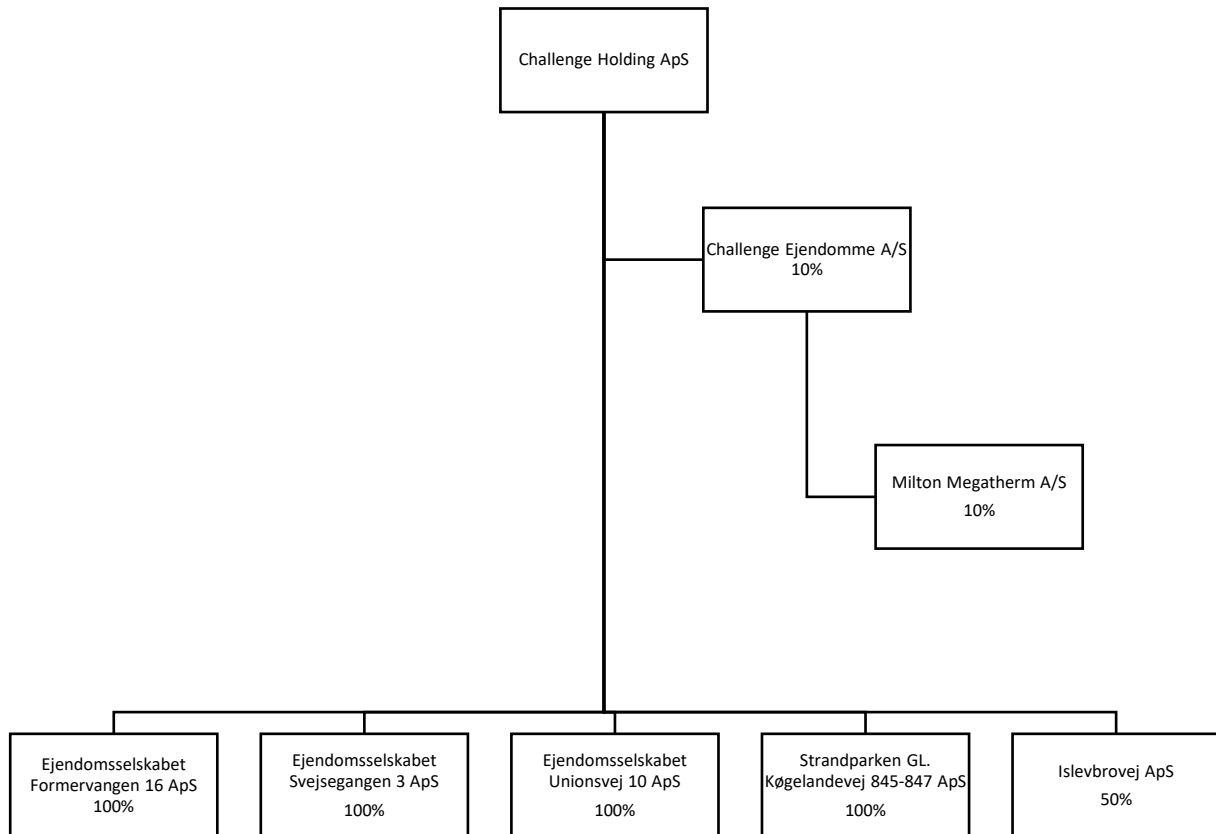 Challenge Holding ApS
Challenge Ejendomme A/S
10%
Milton Megatherm A/S
10%
Ejendomsselskabet
Formervangen 16 ApS
100%
Ejendomsselskabet
Svejsegangen 3 ApS
100%
Ejendomsselskabet
Unionsvej 10 ApS
100%
Strandparken GL.
Køgelandevej 845-847 ApS
100%
Islevbrovej ApS
50%